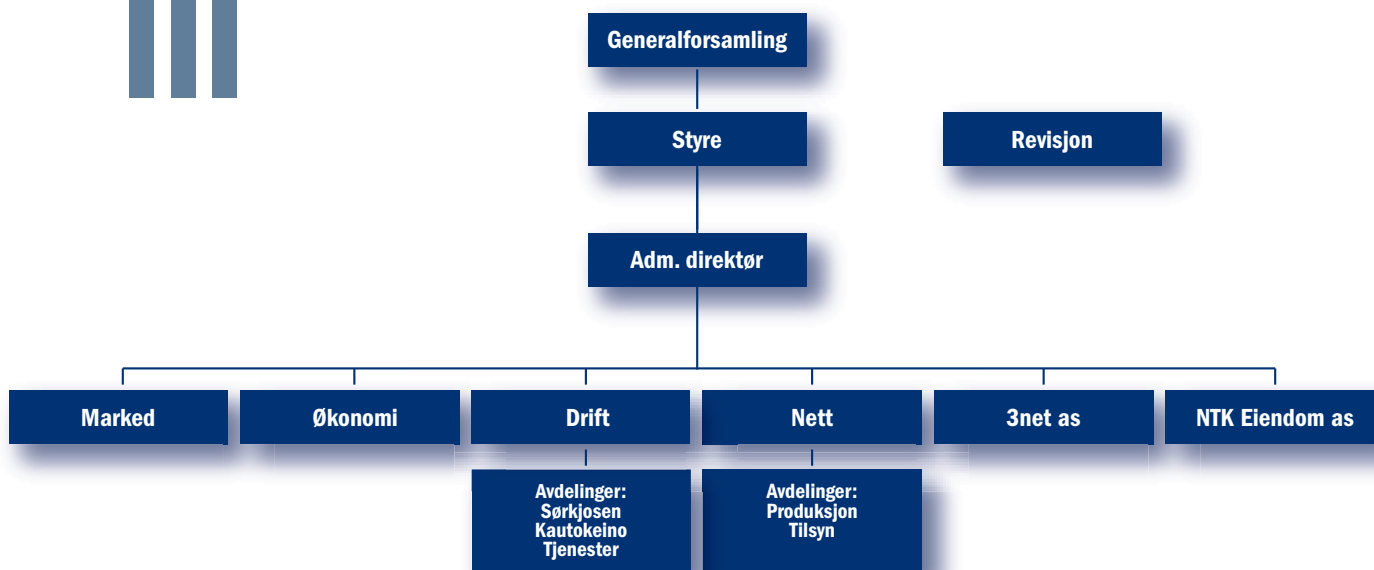 Generalforsamling
Styre
Revisjon
Adm. direktør
Marked
Økonomi
Drift
Nett
3net as
NTK Eiendom as
Avdelinger:
Sørkjosen
Kautokeino
Tjenester
Avdelinger:
Produksjon
Tilsyn